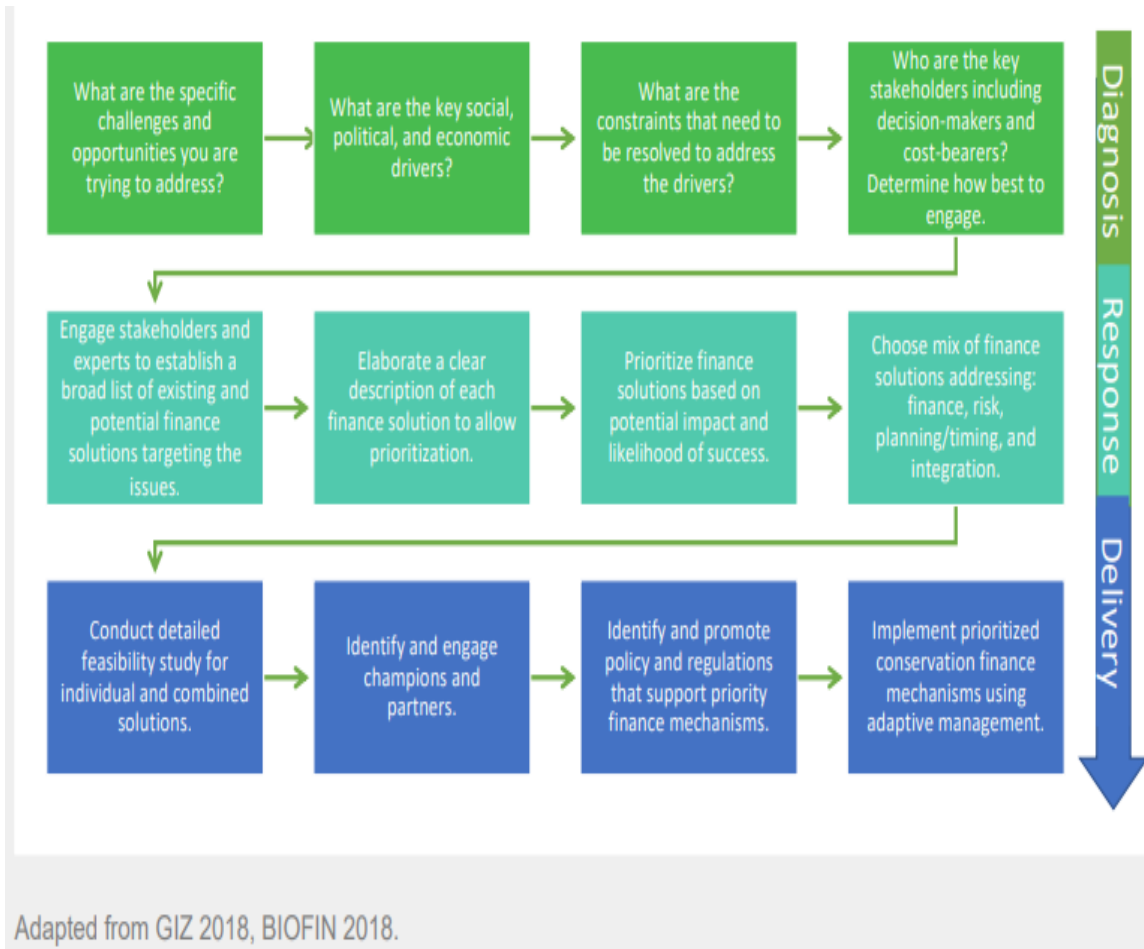 What are the specific
challenges and
opportunities you are
trying to address?
What are the key social,
political, and economic
drivers?
What are the
constraints that need to
be resolved to address
the drivers?
Who are the key
stakeholders including
decision-makers and
cost-bearers?
Determine how best to
engage.
Diagnosis
Engage stakeholders and
experts to establish a
broad list of existing and
potential finance
solutions targeting the
issues.
Elaborate a clear
description of each
finance solution to allow
prioritization.
Prioritize finance
solutions based on
potential impact and
likelihood of success.
Choose mix of finance
solutions addressing:
finance, risk,
planning/timing, and
integration.
Response
Conduct detailed
feasibility study for
individual and combined
solutions.
Identify and engage
champions and
partners.
Identify and promote
policy and regulations
that support priority
finance mechanisms.
Implement prioritized
conservation finance
mechanisms using
adaptive management.
Delivery
Adapted from GIZ 2018, BIOFIN 2018.